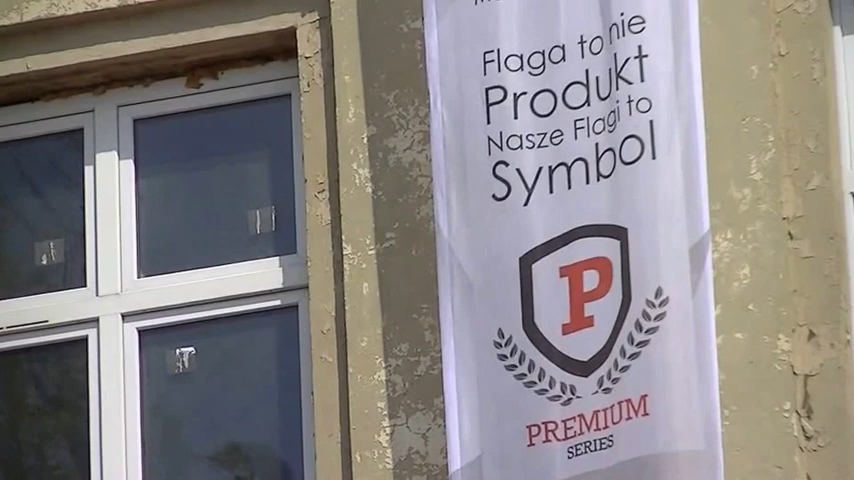 Flaga to nie
Produkt
Nasze Flagi to
Symbol
P
PREMIUM
SERIES